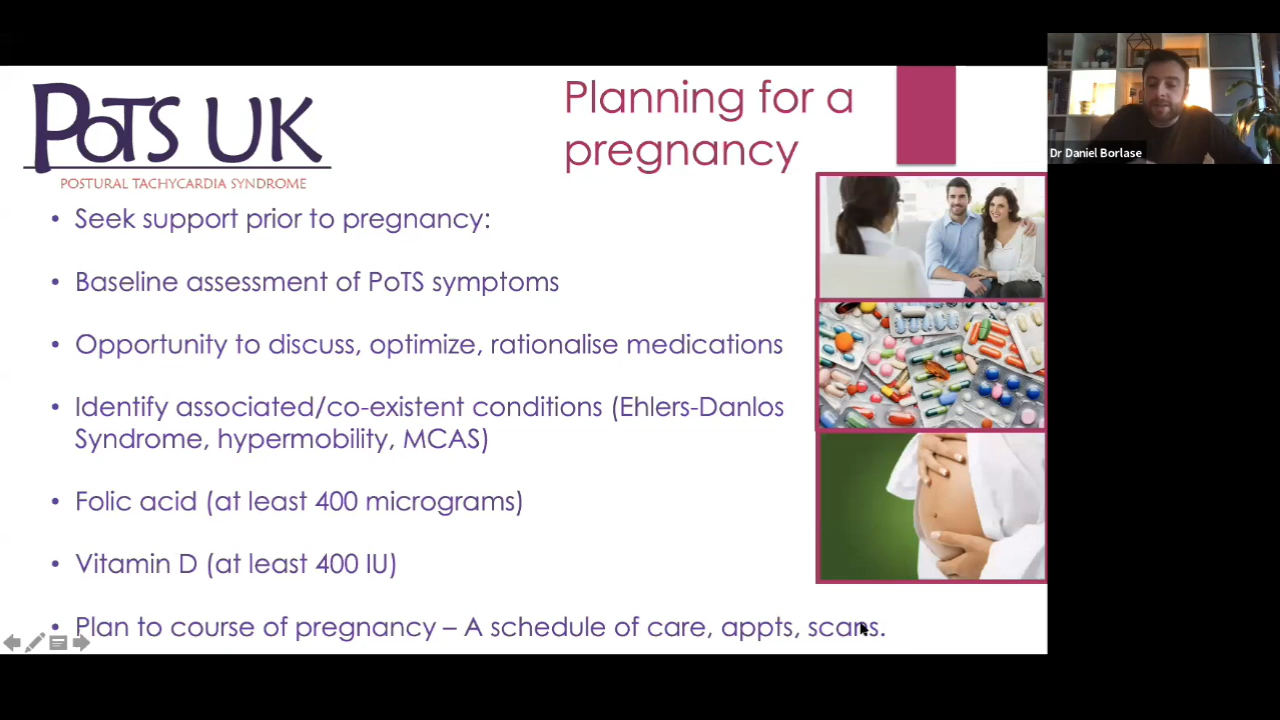 PoTS UK
POSTURAL TACHYCARDIA SYNDROME
Planning for a
pregnancy
Dr Daniel Borlase
• Seek support prior to pregnancy:
• Baseline assessment of PoTS symptoms
• Opportunity to discuss, optimize, rationalise medications
• Identify associated/co-existent conditions (Ehlers-Danlos
Syndrome, hypermobility, MCAS)
• Folic acid (at least 400 micrograms)
• Vitamin D (at least 400 IU)
• Plan to course of pregnancy – A schedule of care, appts, scans.